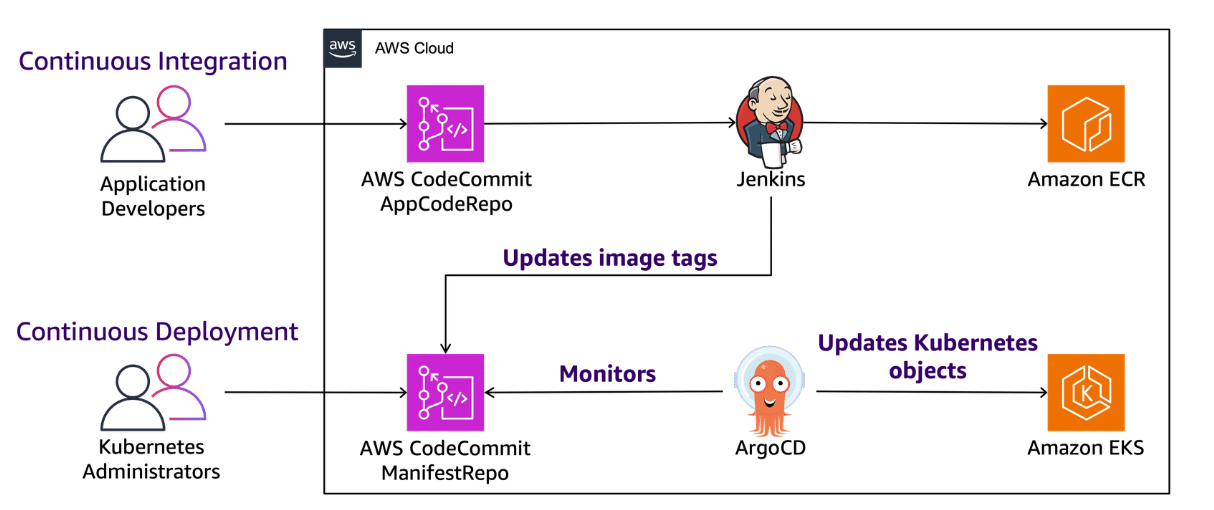 aws
AWS Cloud
Continuous Integration
Application
Developers
AWS CodeCommit
AppCodeRepo
Jenkins
Amazon ECR
Updates image tags
Continuous Deployment
Kubernetes
Administrators
AWS CodeCommit
ManifestRepo
Monitors
ArgoCD
Updates Kubernetes
objects
K
Amazon EKS